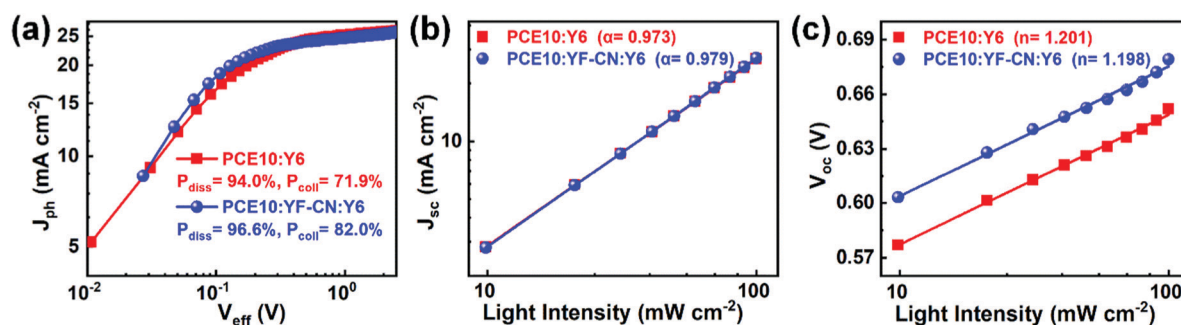 (a)
25
20
15
10
5
J_ph (mA cm⁻²)
PCE10:Y6
P_diss= 94.0%, P_coll= 71.9%
PCE10:YF-CN:Y6
P_diss= 96.6%, P_coll= 82.0%
10⁻² 10⁻¹ 10⁰
V_eff (V)
(b)
PCE10:Y6 (α= 0.973)
PCE10:YF-CN:Y6 (α= 0.979)
10
J_sc (mA cm⁻²)
10 100
Light Intensity (mW cm⁻²)
(c)
PCE10:Y6 (n= 1.201)
PCE10:YF-CN:Y6 (n= 1.198)
0.69
0.66
0.63
0.60
0.57
V_oc (V)
10 100
Light Intensity (mW cm⁻²)